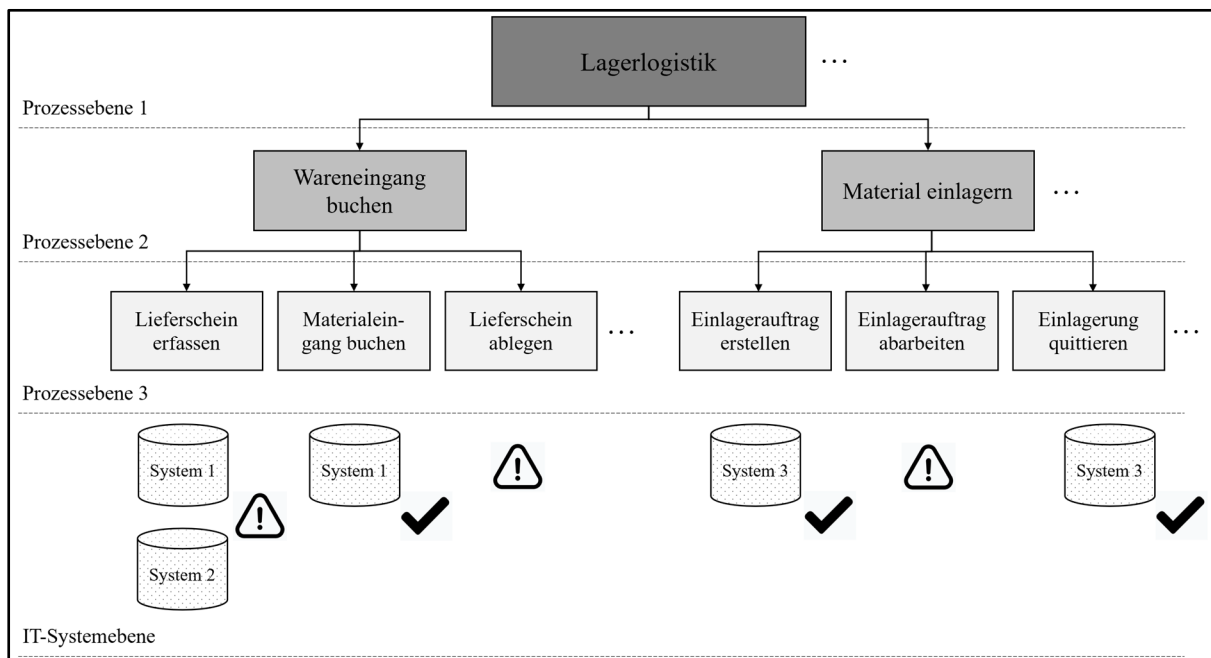 Lagerlogistik
...
Prozessebene 1
Wareneingang
buchen
Material einlagern
...
Prozessebene 2
Lieferschein
erfassen
Materialein-
gang buchen
Lieferschein
ablegen
...
Einlagerauftrag
erstellen
Einlagerauftrag
abarbeiten
Einlagerung
quittieren
...
Prozessebene 3
System 1
System 1
System 3
System 3
System 2
IT-Systemebene